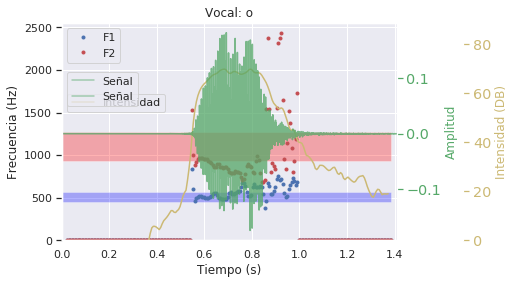 Vocal: o
F1
F2
Señal
Señal
Intensidad
Frecuencia (Hz)
2500
2000
1500
1000
500
0
0.0 0.2 0.4 0.6 0.8 1.0 1.2 1.4
Tiempo (s)
0.1
0.0
−0.1
Amplitud
80
60
40
20
0
Intensidad (DB)